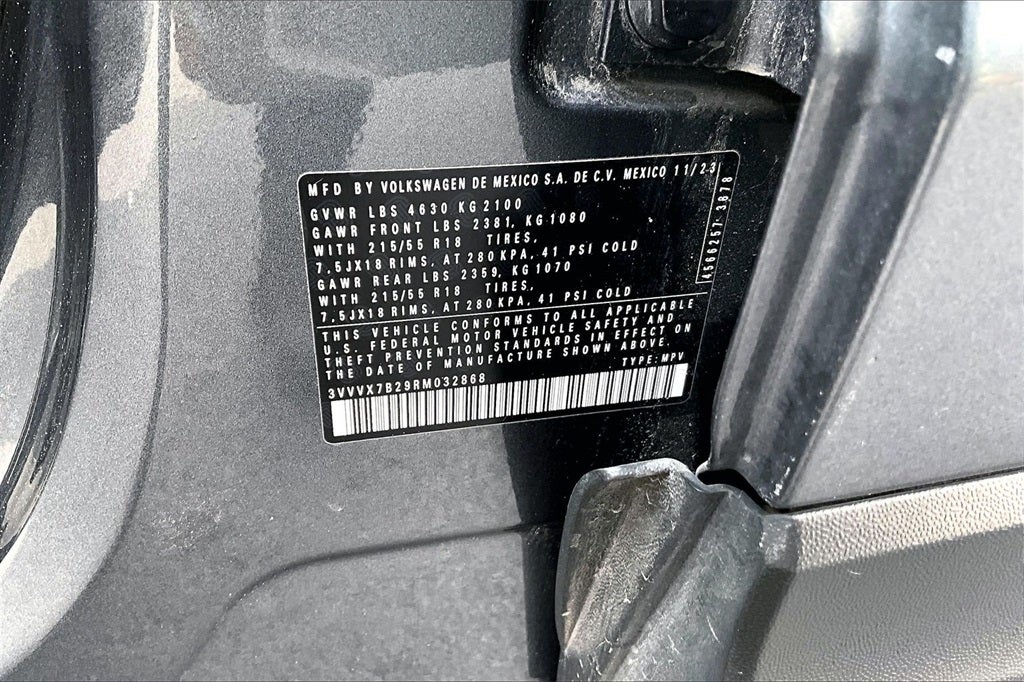 MFD BY VOLKSWAGEN DE MEXICO S.A. DE C.V. MEXICO 11/23
GVWR LBS 4630 KG 2100
GAWR FRONT LBS 2381, KG 1080
WITH 215/55 R18 TIRES,
7.5JX18 RIMS, AT 280 KPA, 41 PSI COLD
GAWR REAR LBS 2359, KG 1070
WITH 215/55 R18 TIRES,
7.5JX18 RIMS, AT 280 KPA, 41 PSI COLD
THIS VEHICLE CONFORMS TO ALL APPLICABLE
U.S. FEDERAL MOTOR VEHICLE SAFETY AND
THEFT PREVENTION STANDARDS IN EFFECT ON
THE DATE OF MANUFACTURE SHOWN ABOVE.
TYPE: MPV
3VVVX7B29RM032868
4566257 3B78